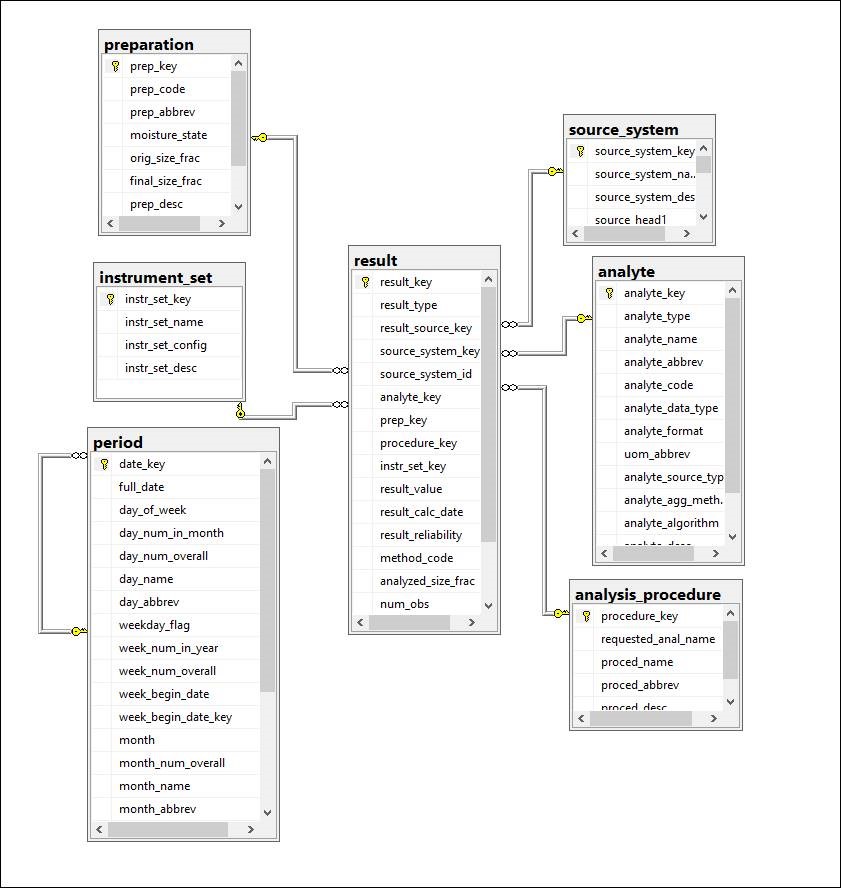 preparation
prep_key
prep_code
prep_abbrev
moisture_state
orig_size_frac
final_size_frac
prep_desc
instrument_set
instr_set_key
instr_set_name
instr_set_config
instr_set_desc
period
date_key
full_date
day_of_week
day_num_in_month
day_num_overall
day_name
day_abbrev
weekday_flag
week_num_in_year
week_num_overall
week_begin_date
week_begin_date_key
month
month_num_overall
month_name
month_abbrev
result
result_key
result_type
result_source_key
source_system_key
source_system_id
analyte_key
prep_key
procedure_key
instr_set_key
result_value
result_calc_date
result_reliability
method_code
analyzed_size_frac
num_obs
source_system
source_system_key
source_system_na..
source_system_des
source_head1
analyte
analyte_key
analyte_type
analyte_name
analyte_abbrev
analyte_code
analyte_data_type
analyte_format
uom_abbrev
analyte_source_typ
analyte_agg_meth.
analyte_algorithm
analysis_procedure
procedure_key
requested_anal_name
proced_name
proced_abbrev
proced_desc